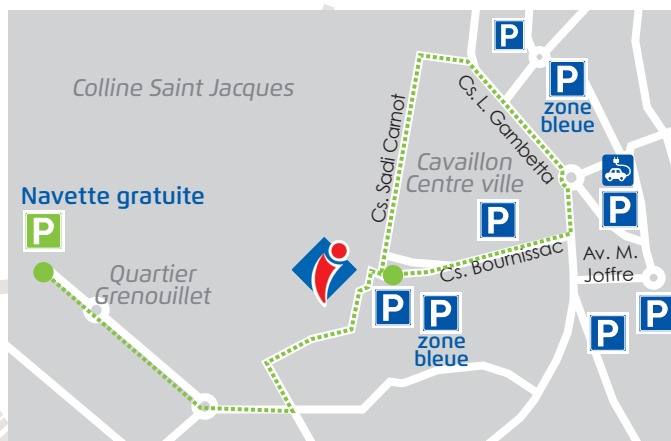 P
Colline Saint Jacques
P
zone
bleue
Cs. L. Gambetta
Cs. Sadi Carnot
Cavaillon
Centre ville
Navette gratuite
P
P
P
Quartier
Grenouillet
Cs. Bournissac
Av. M.
Joffre
P
P
zone
bleue
P
P